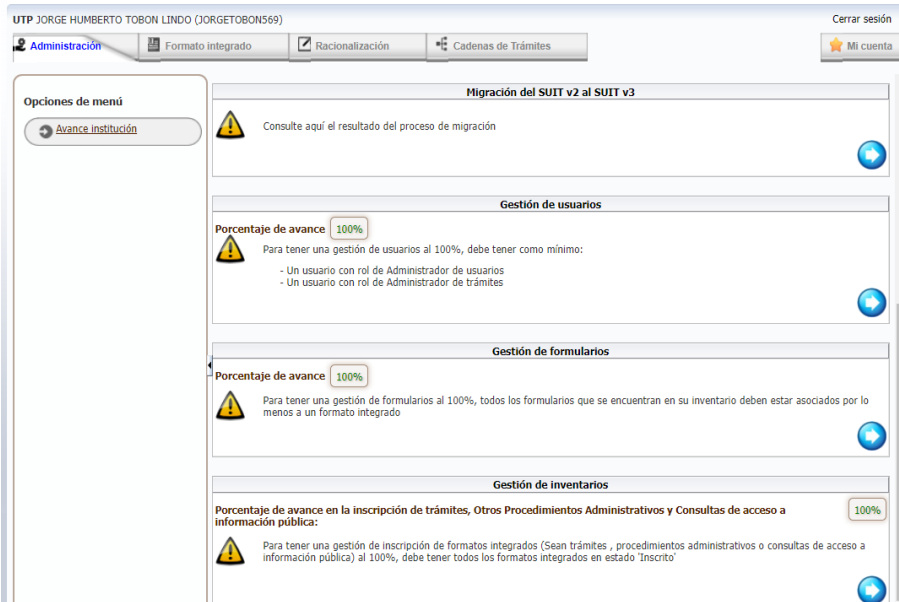 UTP JORGE HUMBERTO TOBON LINDO (JORGETOBON569)
Cerrar sesión
Administración
Formato integrado
Racionalización
Cadenas de Trámites
Mi cuenta
Opciones de menú
Avance institución
Migración del SUIT v2 al SUIT v3
Consulte aquí el resultado del proceso de migración
Gestión de usuarios
Porcentaje de avance 100%
Para tener una gestión de usuarios al 100%, debe tener como mínimo:
- Un usuario con rol de Administrador de usuarios
- Un usuario con rol de Administrador de trámites
Gestión de formularios
Porcentaje de avance 100%
Para tener una gestión de formularios al 100%, todos los formularios que se encuentran en su inventario deben estar asociados por lo
menos a un formato integrado
Gestión de inventarios
Porcentaje de avance en la inscripción de trámites, Otros Procedimientos Administrativos y Consultas de acceso a
información pública:
100%
Para tener una gestión de inscripción de formatos integrados (Sean trámites , procedimientos administrativos o consultas de acceso a
información pública) al 100%, debe tener todos los formatos integrados en estado 'Inscrito'